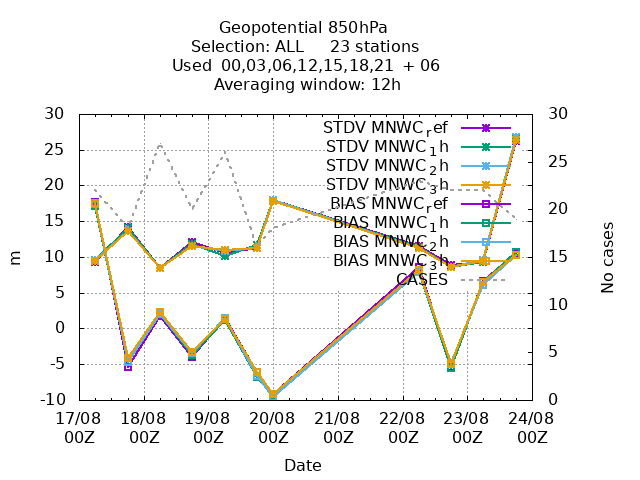 Geopotential 850hPa
Selection: ALL 23 stations
Used 00,03,06,12,15,18,21 + 06
Averaging window: 12h
30 30
25 25
20 20
15 15
10 10
5 5
0
-5
-10 0
m
No cases
STDV MNWC_ref
STDV MNWC_1h
STDV MNWC_2h
STDV MNWC_3h
BIAS MNWC_ref
BIAS MNWC_1h
BIAS MNWC_2h
BIAS MNWC_3h
CASES
17/08 18/08 19/08 20/08 21/08 22/08 23/08 24/08
00Z 00Z 00Z 00Z 00Z 00Z 00Z 00Z
Date